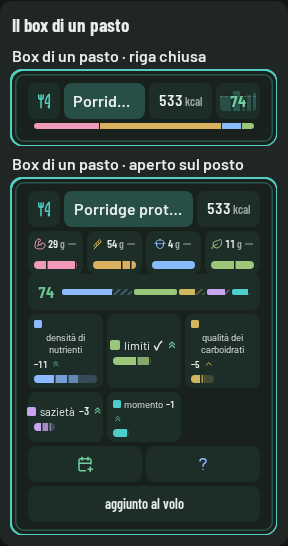 Il box di un pasto
Box di un pasto · riga chiusa
Porrid... 533 kcal 74
Box di un pasto · aperto sul posto
Porridge prot... 533 kcal
29 g — 54 g — 4 g — 11 g —
74
densità di
nutrienti
-11
limiti ✓
qualità dei
carboidrati
-5
sazietà -3
momento -1
?
aggiunto al volo